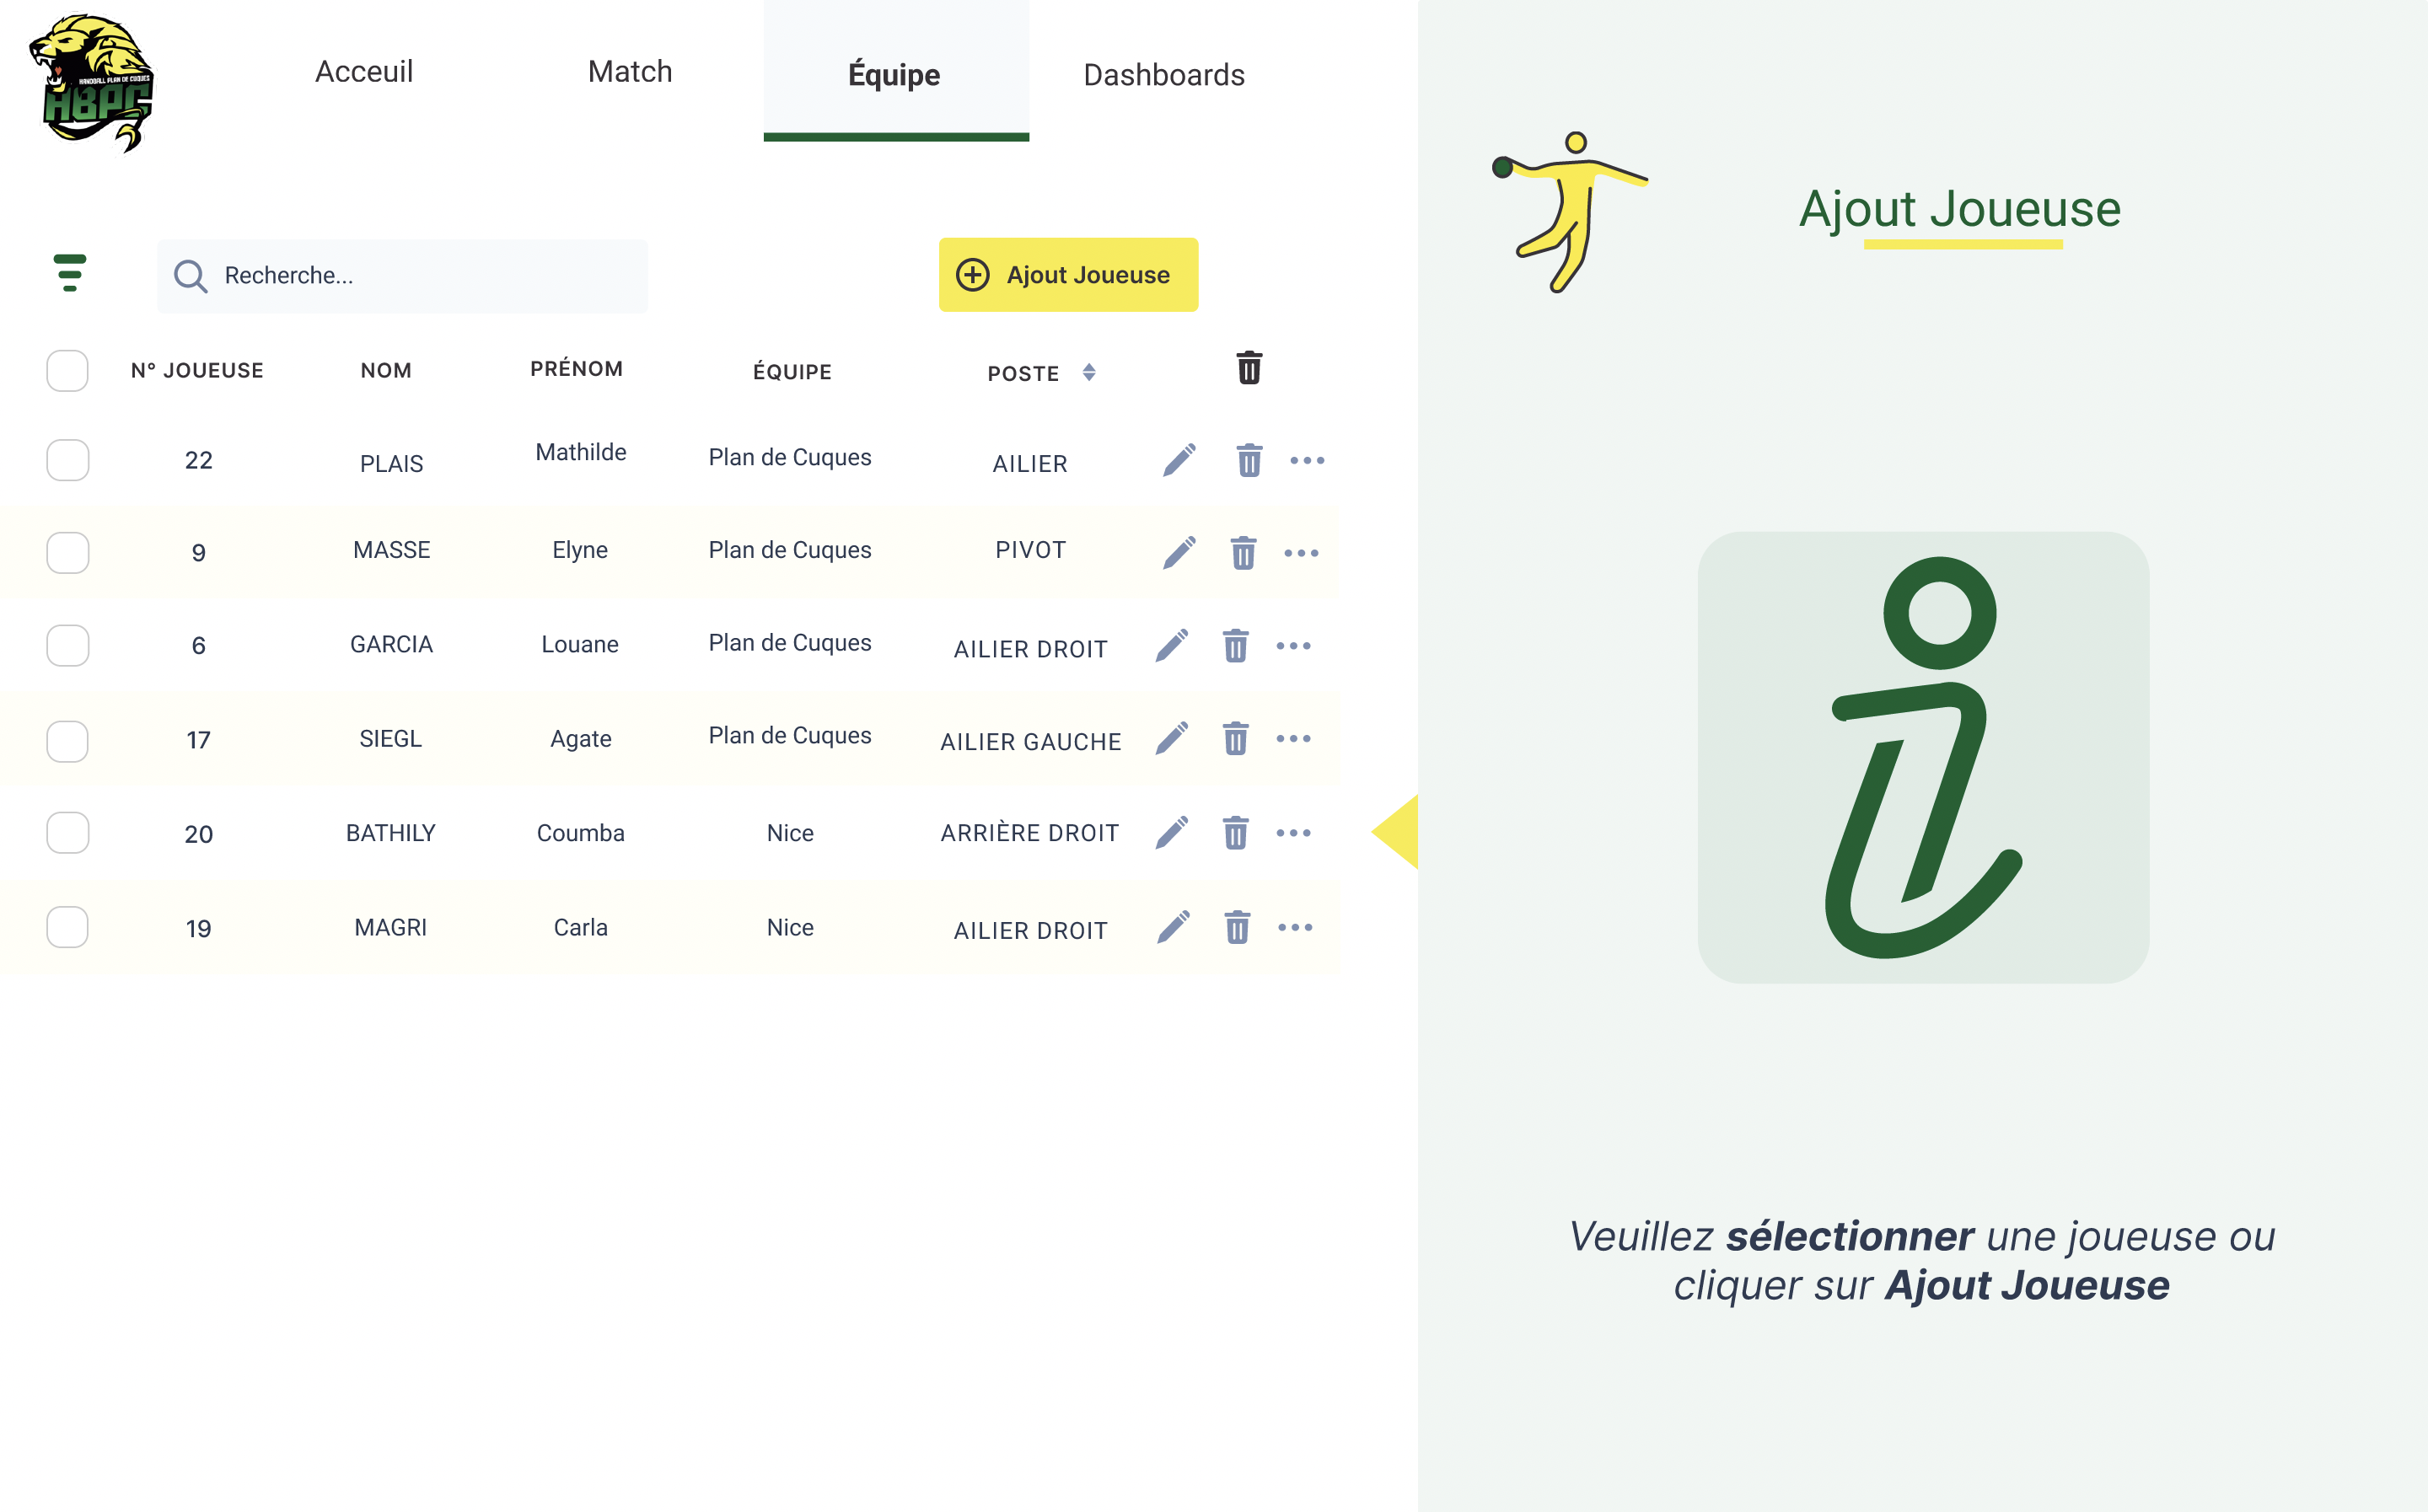 HANDBALL PLAN DE CUQUES
HBPC
Acceuil Match Équipe Dashboards
Ajout Joueuse
Recherche... Ajout Joueuse
N° JOUEUSE NOM PRÉNOM ÉQUIPE POSTE
22 PLAIS Mathilde Plan de Cuques AILIER
9 MASSE Elyne Plan de Cuques PIVOT
6 GARCIA Louane Plan de Cuques AILIER DROIT
17 SIEGL Agate Plan de Cuques AILIER GAUCHE
20 BATHILY Coumba Nice ARRIÈRE DROIT
19 MAGRI Carla Nice AILIER DROIT
Veuillez sélectionner une joueuse ou
cliquer sur Ajout Joueuse